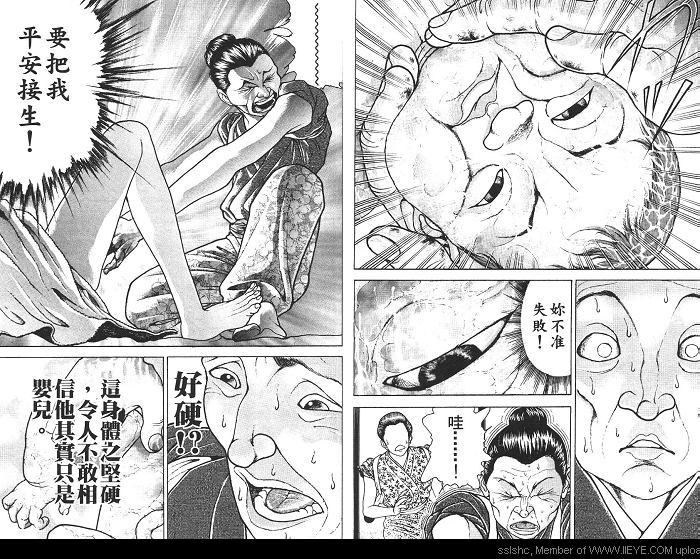 妳不准
失敗！
哇……！
要把我
平安接生！
好硬!?
這身體之堅硬
，令人不敢相
信他其實只是
嬰兒。
sslshc, Member of WWW.IIEYE.COM uploa